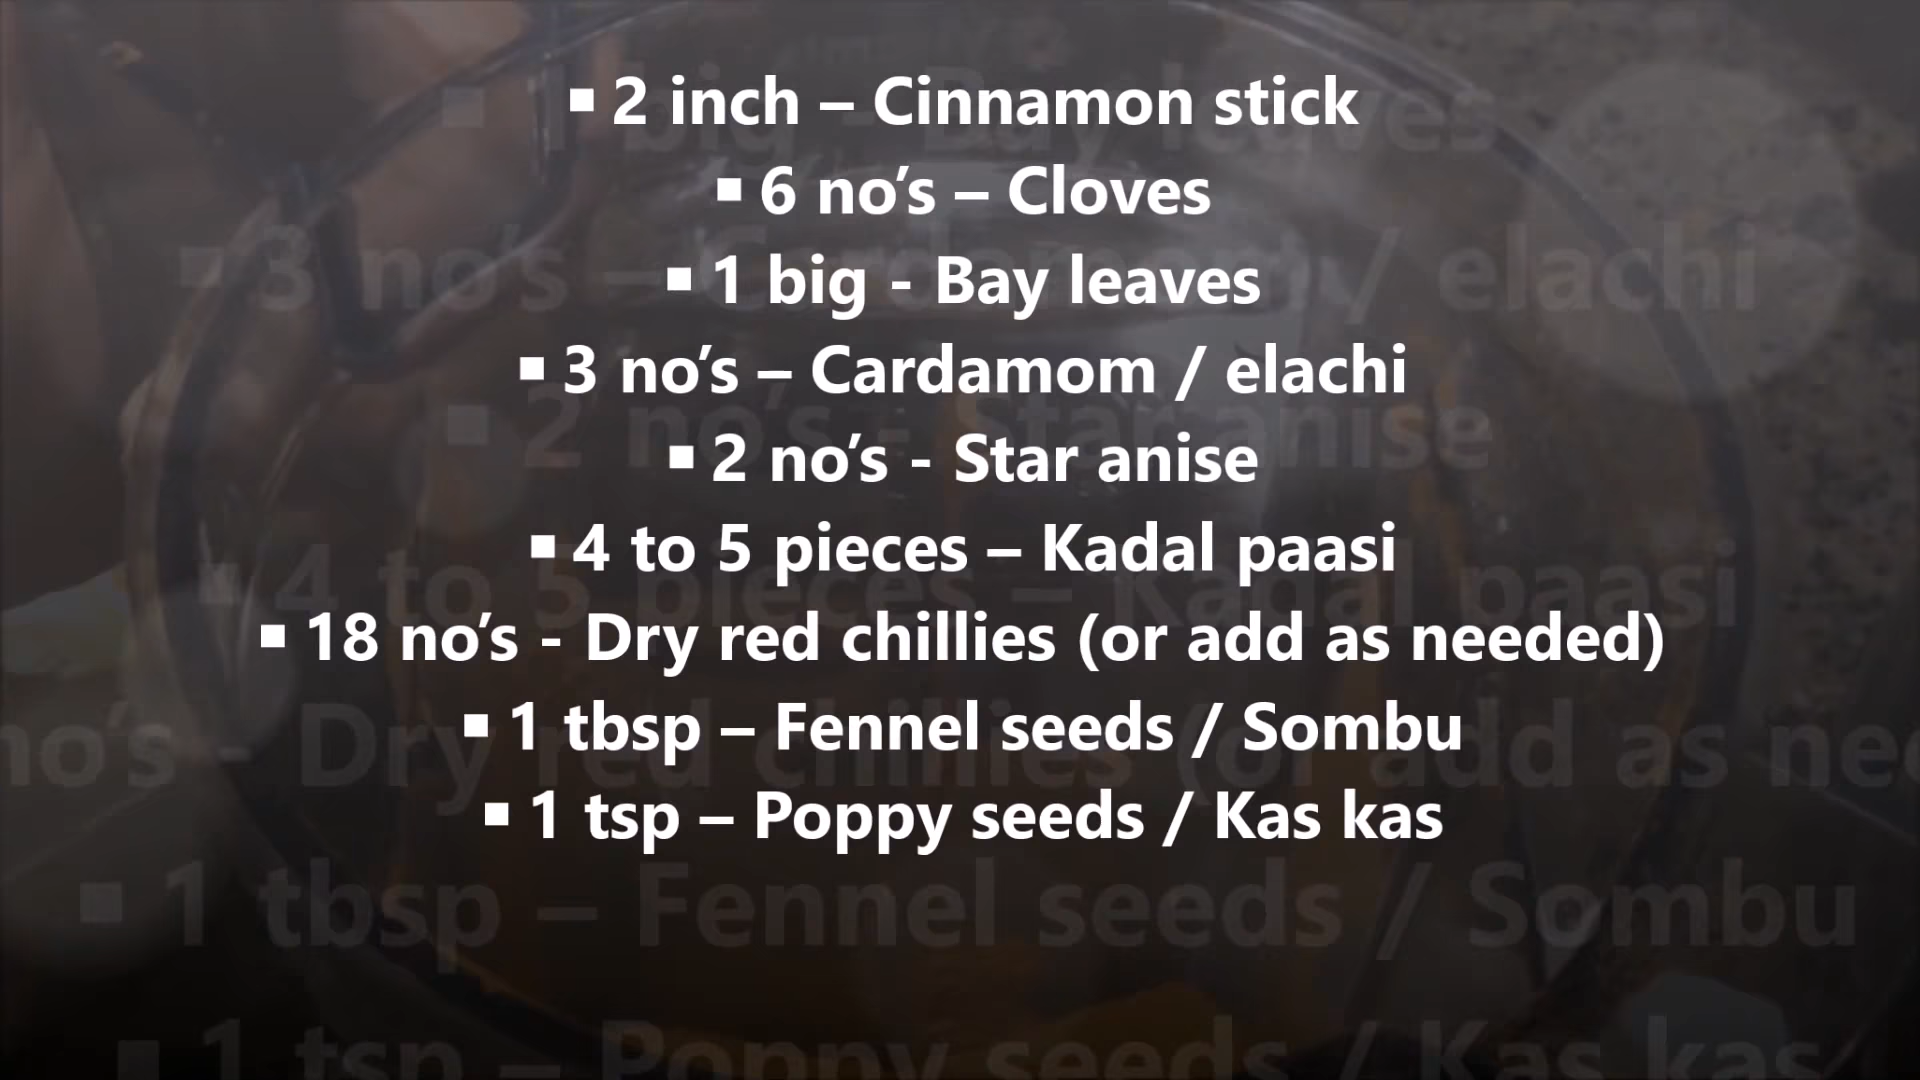 ▪ 2 inch – Cinnamon stick
▪ 6 no’s – Cloves
▪ 1 big - Bay leaves
▪ 3 no’s – Cardamom / elachi
▪ 2 no’s - Star anise
▪ 4 to 5 pieces – Kadal paasi
▪ 18 no’s - Dry red chillies (or add as needed)
▪ 1 tbsp – Fennel seeds / Sombu
▪ 1 tsp – Poppy seeds / Kas kas